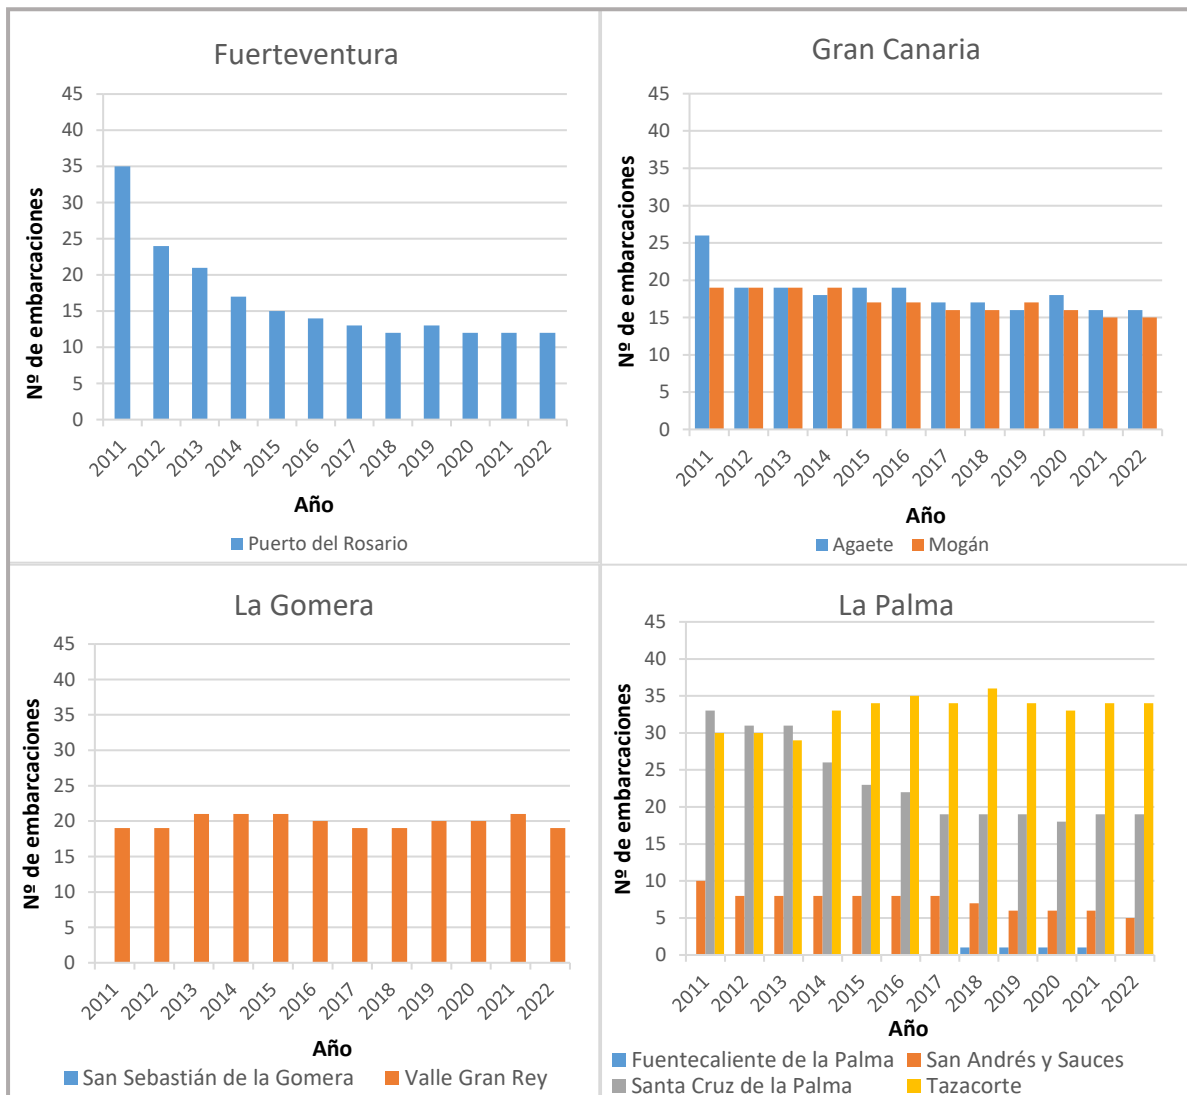 Fuerteventura
Nº de embarcaciones
45
40
35
30
25
20
15
10
5
0
2011 2012 2013 2014 2015 2016 2017 2018 2019 2020 2021 2022
Año
Puerto del Rosario
Gran Canaria
Nº de embarcaciones
45
40
35
30
25
20
15
10
5
0
2011 2012 2013 2014 2015 2016 2017 2018 2019 2020 2021 2022
Año
Agaete Mogán
La Gomera
Nº de embarcaciones
45
40
35
30
25
20
15
10
5
0
2011 2012 2013 2014 2015 2016 2017 2018 2019 2020 2021 2022
Año
San Sebastián de la Gomera Valle Gran Rey
La Palma
Nº de embarcaciones
45
40
35
30
25
20
15
10
5
0
2011 2012 2013 2014 2015 2016 2017 2018 2019 2020 2021 2022
Año
Fuentecaliente de la Palma San Andrés y Sauces
Santa Cruz de la Palma Tazacorte